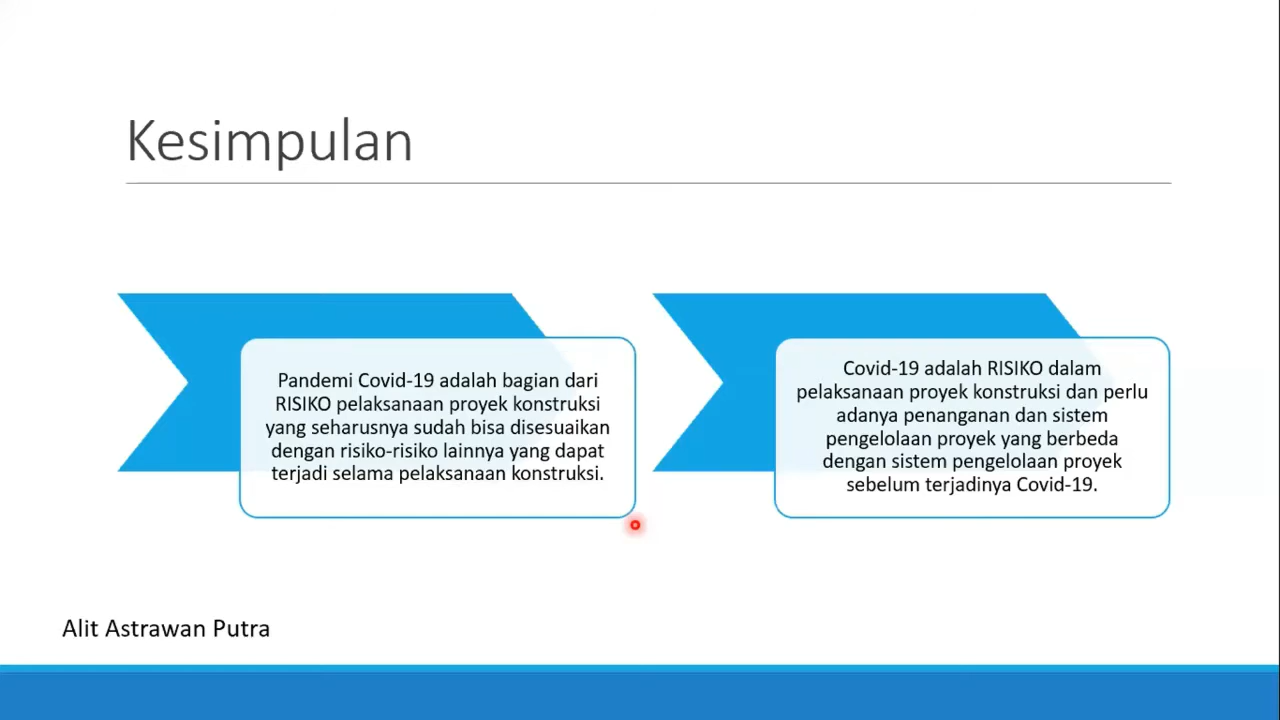 Kesimpulan
Pandemi Covid-19 adalah bagian dari
RISIKO pelaksanaan proyek konstruksi
yang seharusnya sudah bisa disesuaikan
dengan risiko-risiko lainnya yang dapat
terjadi selama pelaksanaan konstruksi.
Covid-19 adalah RISIKO dalam
pelaksanaan proyek konstruksi dan perlu
adanya penanganan dan sistem
pengelolaan proyek yang berbeda
dengan sistem pengelolaan proyek
sebelum terjadinya Covid-19.
Alit Astrawan Putra